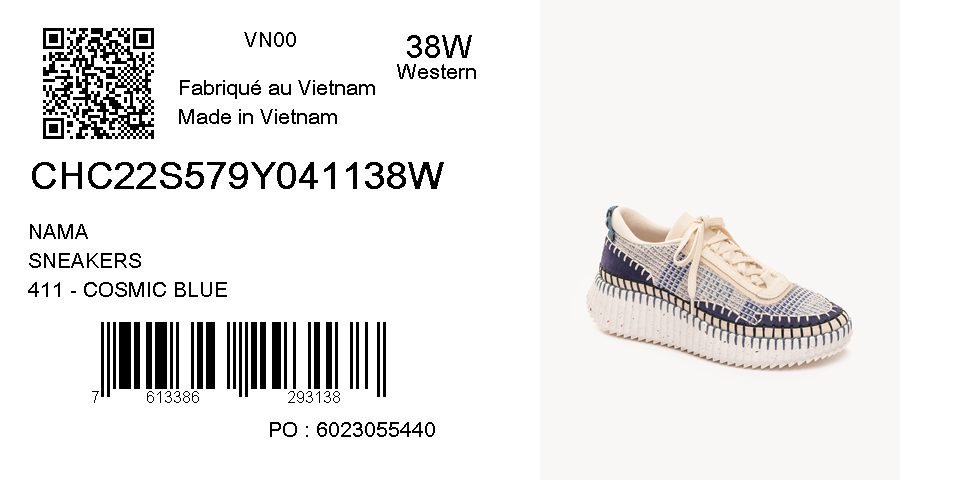 VN00
38W
Western
Fabriqué au Vietnam
Made in Vietnam
CHC22S579Y041138W
NAMA
SNEAKERS
411 - COSMIC BLUE
7 613386 293138
PO : 6023055440